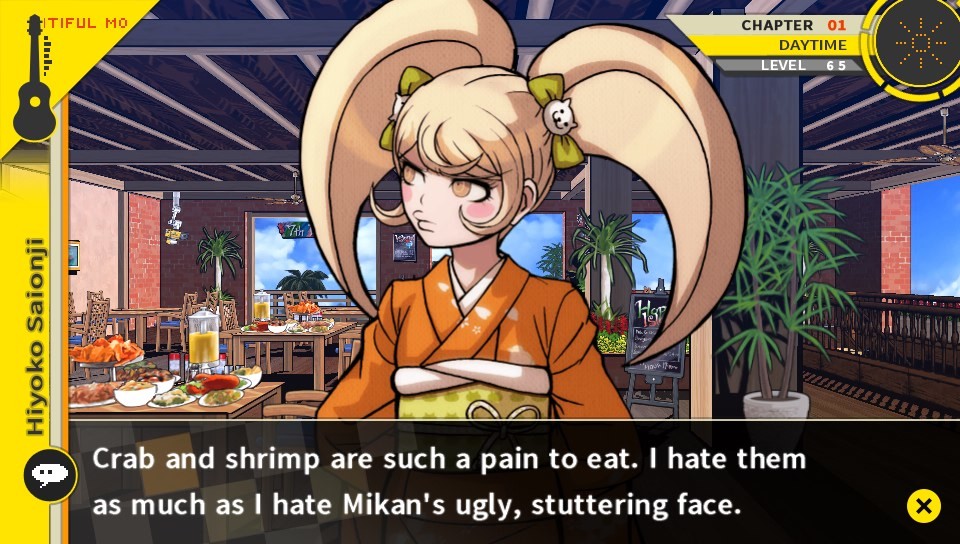 TIFUL MO
CHAPTER 01
DAYTIME
LEVEL 65
Hiyoko Saionji
Crab and shrimp are such a pain to eat. I hate them
as much as I hate Mikan's ugly, stuttering face.